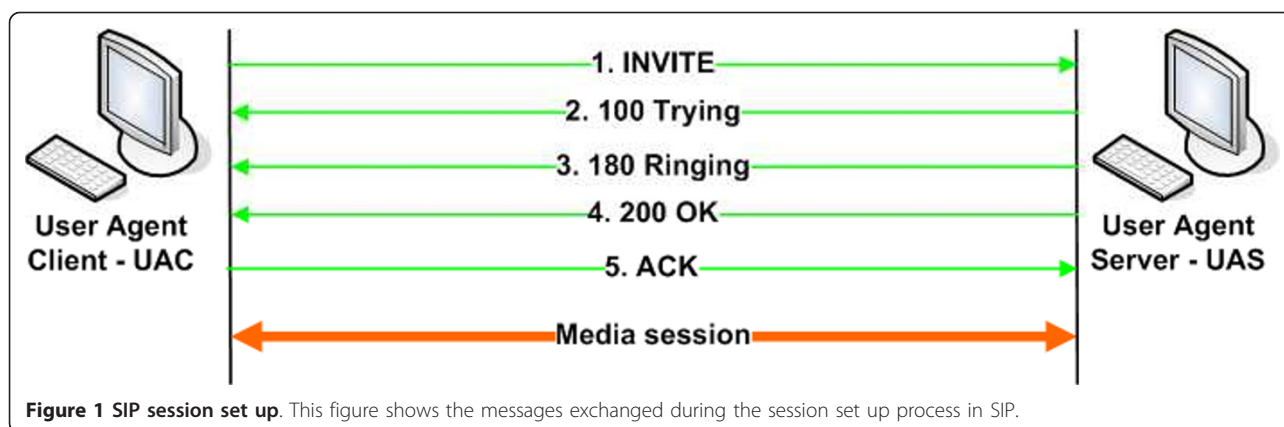 1. INVITE
2. 100 Trying
3. 180 Ringing
4. 200 OK
5. ACK
Media session
User Agent
Client - UAC
User Agent
Server - UAS
Figure 1 SIP session set up. This figure shows the messages exchanged during the session set up process in SIP.